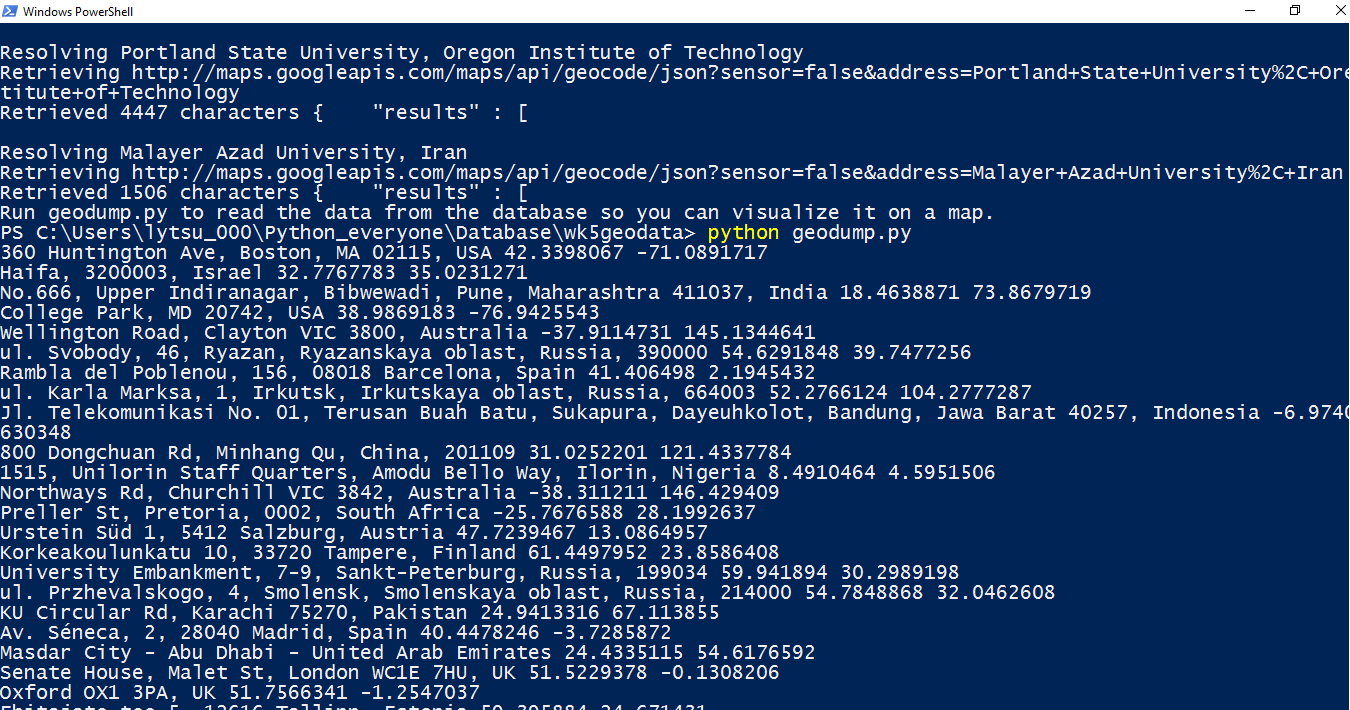 Windows PowerShell
Resolving Portland State University, Oregon Institute of Technology
Retrieving http://maps.googleapis.com/maps/api/geocode/json?sensor=false&address=Portland+State+University%2C+Ore
titute+of+Technology
Retrieved 4447 characters {    "results" : [
Resolving Malayer Azad University, Iran
Retrieving http://maps.googleapis.com/maps/api/geocode/json?sensor=false&address=Malayer+Azad+University%2C+Iran
Retrieved 1506 characters {    "results" : [
Run geodump.py to read the data from the database so you can visualize it on a map.
PS C:\Users\lytsu_000\Python_everyone\Database\wk5geodata> python geodump.py
360 Huntington Ave, Boston, MA 02115, USA 42.3398067 -71.0891717
Haifa, 3200003, Israel 32.7767783 35.0231271
No.666, Upper Indiranagar, Bibwewadi, Pune, Maharashtra 411037, India 18.4638871 73.8679719
College Park, MD 20742, USA 38.9869183 -76.9425543
Wellington Road, Clayton VIC 3800, Australia -37.9114731 145.1344641
ul. Svobody, 46, Ryazan, Ryazanskaya oblast, Russia, 390000 54.6291848 39.7477256
Rambla del Poblenou, 156, 08018 Barcelona, Spain 41.406498 2.1945432
ul. Karla Marksa, 1, Irkutsk, Irkutskaya oblast, Russia, 664003 52.2766124 104.2777287
Jl. Telekomunikasi No. 01, Terusan Buah Batu, Sukapura, Dayeuhkolot, Bandung, Jawa Barat 40257, Indonesia -6.9740
630348
800 Dongchuan Rd, Minhang Qu, China, 201109 31.0252201 121.4337784
1515, Unilorin Staff Quarters, Amodu Bello Way, Ilorin, Nigeria 8.4910464 4.5951506
Northways Rd, Churchill VIC 3842, Australia -38.311211 146.429409
Preller St, Pretoria, 0002, South Africa -25.7676588 28.1992637
Urstein Süd 1, 5412 Salzburg, Austria 47.7239467 13.0864957
Korkeakoulunkatu 10, 33720 Tampere, Finland 61.4497952 23.8586408
University Embankment, 7-9, Sankt-Peterburg, Russia, 199034 59.941894 30.2989198
ul. Przhevalskogo, 4, Smolensk, Smolenskaya oblast, Russia, 214000 54.7848868 32.0462608
KU Circular Rd, Karachi 75270, Pakistan 24.9413316 67.113855
Av. Séneca, 2, 28040 Madrid, Spain 40.4478246 -3.7285872
Masdar City - Abu Dhabi - United Arab Emirates 24.4335115 54.6176592
Senate House, Malet St, London WC1E 7HU, UK 51.5229378 -0.1308206
Oxford OX1 3PA, UK 51.7566341 -1.2547037